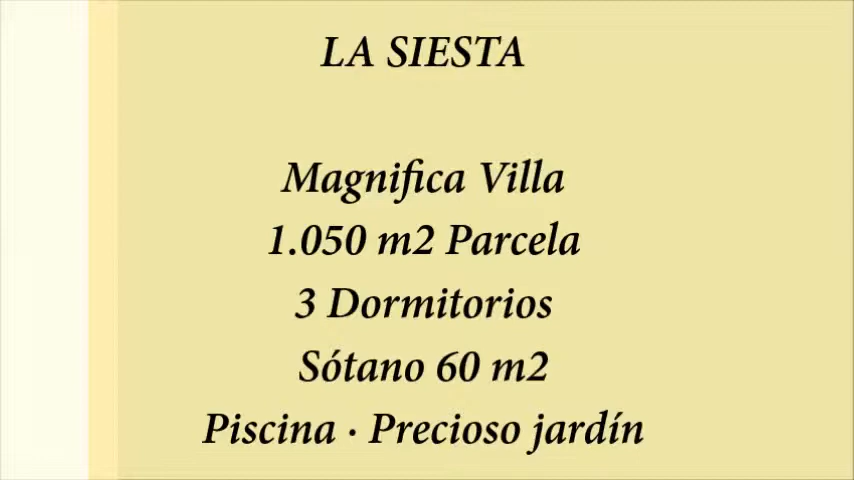 LA SIESTA
Magnifica Villa
1.050 m2 Parcela
3 Dormitorios
Sótano 60 m2
Piscina · Precioso jardín